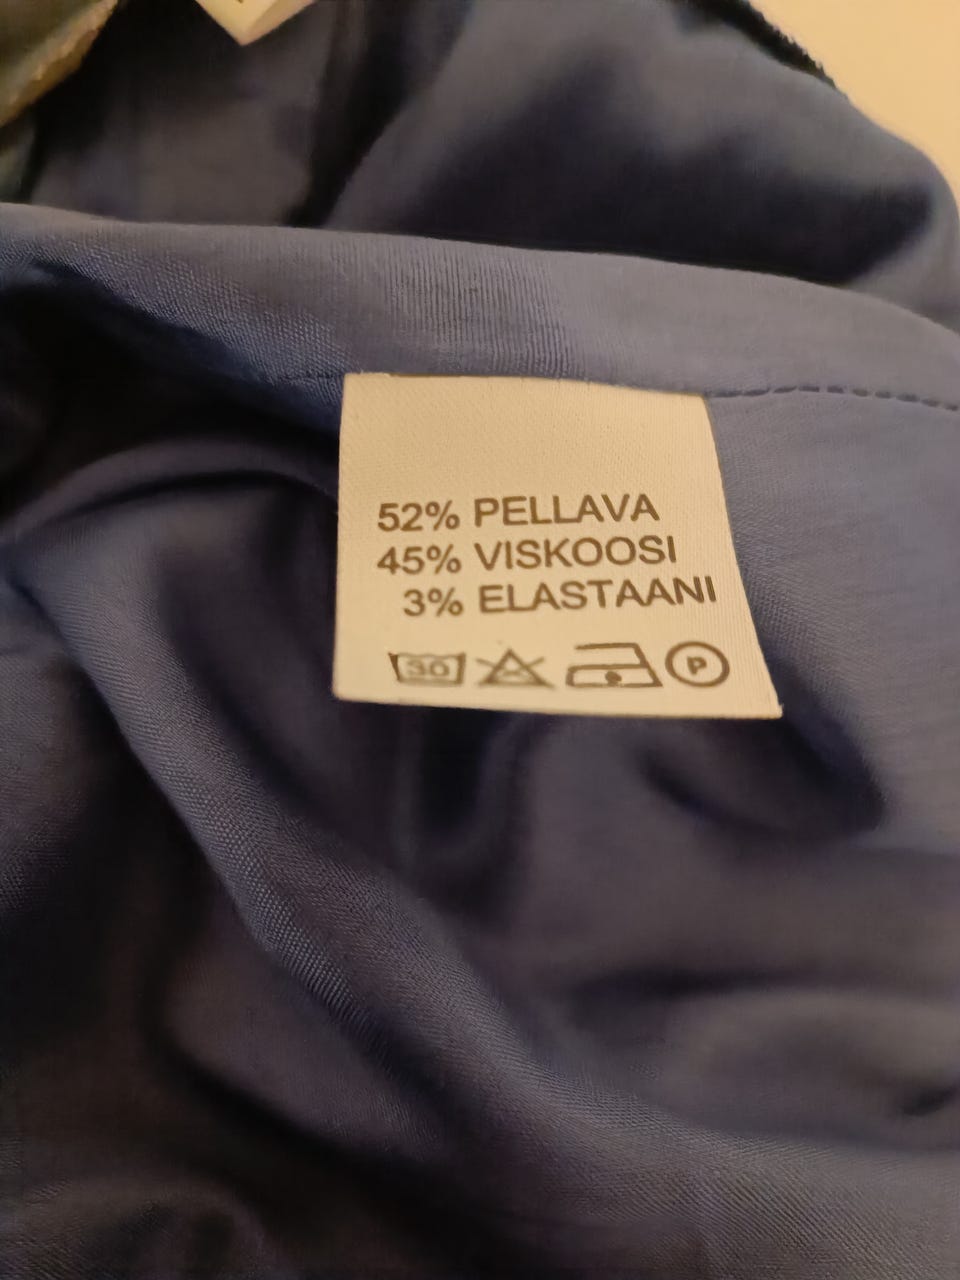 52% PELLAVA
45% VISKOOSI
3% ELASTAANI
30 P